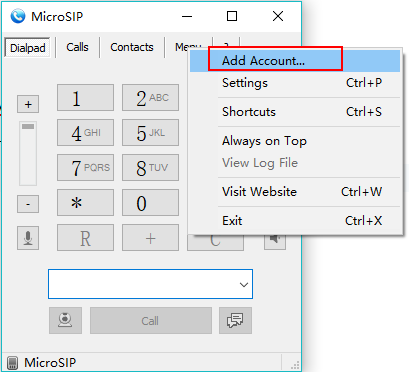 MicroSIP
Dialpad Calls Contacts Menu ?
Add Account...
Settings Ctrl+P
Shortcuts Ctrl+S
Always on Top
View Log File
Visit Website Ctrl+W
Exit Ctrl+X
+
1 2 ABC
4 GHI 5 JKL
7 PQRS 8 TUV
* 0
-
R + C
Call
MicroSIP